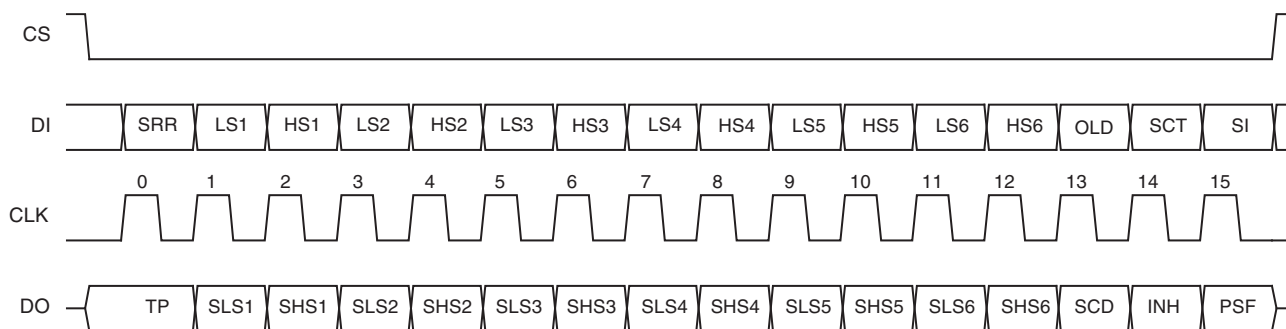 CS
DI SRR LS1 HS1 LS2 HS2 LS3 HS3 LS4 HS4 LS5 HS5 LS6 HS6 OLD SCT SI
0 1 2 3 4 5 6 7 8 9 10 11 12 13 14 15
CLK
DO TP SLS1 SHS1 SLS2 SHS2 SLS3 SHS3 SLS4 SHS4 SLS5 SHS5 SLS6 SHS6 SCD INH PSF